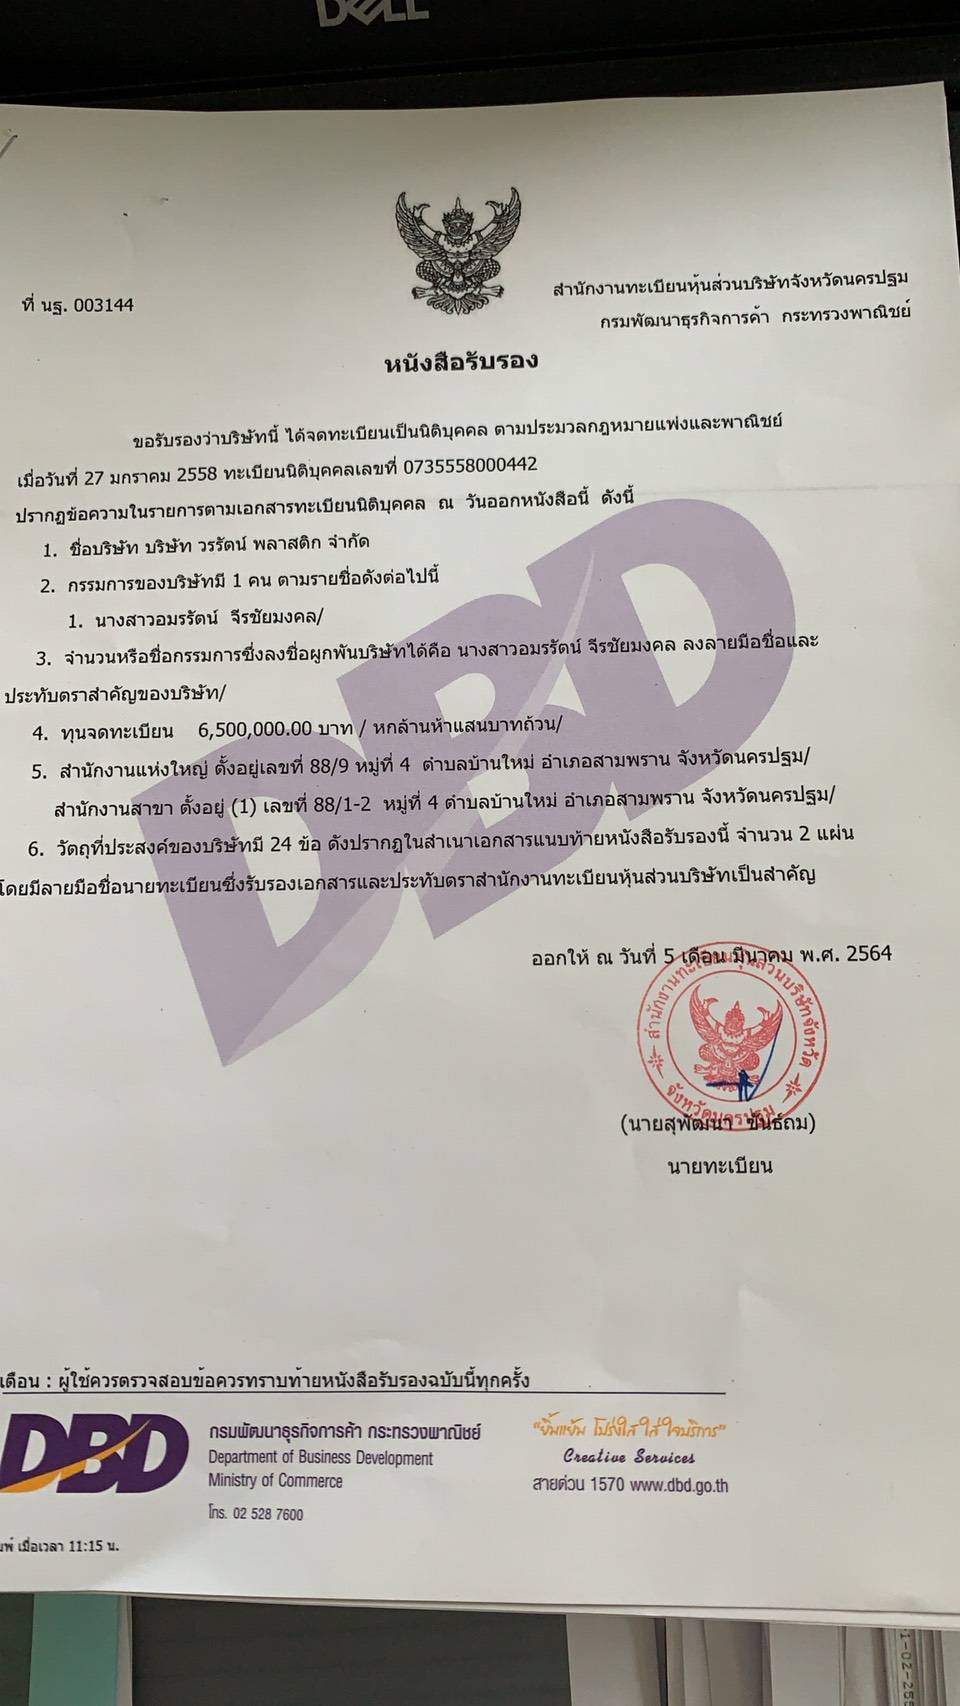 DELL
ที่ นฐ. 003144
สำนักงานทะเบียนหุ้นส่วนบริษัทจังหวัดนครปฐม
กรมพัฒนาธุรกิจการค้า กระทรวงพาณิชย์
หนังสือรับรอง
ขอรับรองว่าบริษัทนี้ ได้จดทะเบียนเป็นนิติบุคคล ตามประมวลกฎหมายแพ่งและพาณิชย์
เมื่อวันที่ 27 มกราคม 2558 ทะเบียนนิติบุคคลเลขที่ 0735558000442
ปรากฏข้อความในรายการตามเอกสารทะเบียนนิติบุคคล ณ วันออกหนังสือนี้ ดังนี้
1. ชื่อบริษัท บริษัท วรรัตน์ พลาสติก จำกัด
2. กรรมการของบริษัทมี 1 คน ตามรายชื่อดังต่อไปนี้
1. นางสาวอมรรัตน์ จีรชัยมงคล/
3. จำนวนหรือชื่อกรรมการซึ่งลงชื่อผูกพันบริษัทได้คือ นางสาวอมรรัตน์ จีรชัยมงคล ลงลายมือชื่อและ
ประทับตราสำคัญของบริษัท/
4. ทุนจดทะเบียน 6,500,000.00 บาท / หกล้านห้าแสนบาทถ้วน/
5. สำนักงานแห่งใหญ่ ตั้งอยู่เลขที่ 88/9 หมู่ที่ 4 ตำบลบ้านใหม่ อำเภอสามพราน จังหวัดนครปฐม/
สำนักงานสาขา ตั้งอยู่ (1) เลขที่ 88/1-2 หมู่ที่ 4 ตำบลบ้านใหม่ อำเภอสามพราน จังหวัดนครปฐม/
6. วัตถุที่ประสงค์ของบริษัทมี 24 ข้อ ดังปรากฏในสำเนาเอกสารแนบท้ายหนังสือรับรองนี้ จำนวน 2 แผ่น
โดยมีลายมือชื่อนายทะเบียนซึ่งรับรองเอกสารและประทับตราสำนักงานทะเบียนหุ้นส่วนบริษัทเป็นสำคัญ
DBD
ออกให้ ณ วันที่ 5 เดือน มีนาคม พ.ศ. 2564
สำนักงานทะเบียนหุ้นส่วนบริษัทจังหวัด
จังหวัดนครปฐม
(นายสุพัฒนา ขันธ์ถม)
นายทะเบียน
เตือน : ผู้ใช้ควรตรวจสอบข้อควรทราบท้ายหนังสือรับรองฉบับนี้ทุกครั้ง
DBD
กรมพัฒนาธุรกิจการค้า กระทรวงพาณิชย์
Department of Business Development
Ministry of Commerce
โทร. 02 528 7600
"ยิ้มแย้ม โปร่งใส ใส่ใจบริการ"
Creative Services
สายด่วน 1570 www.dbd.go.th
เมื่อเวลา 11:15 น.